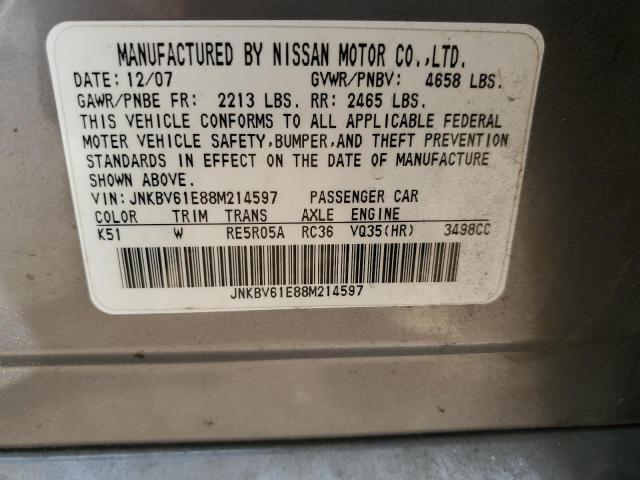 MANUFACTURED BY NISSAN MOTOR CO.,LTD.
DATE: 12/07 GVWR/PNBV: 4658 LBS.
GAWR/PNBE FR: 2213 LBS. RR: 2465 LBS.
THIS VEHICLE CONFORMS TO ALL APPLICABLE FEDERAL
MOTOR VEHICLE SAFETY,BUMPER,AND THEFT PREVENTION
STANDARDS IN EFFECT ON THE DATE OF MANUFACTURE
SHOWN ABOVE.
VIN: JNKBV61E88M214597 PASSENGER CAR
COLOR TRIM TRANS AXLE ENGINE
K51 W RE5R05A RC36 VQ35(HR) 3498CC
JNKBV61E88M214597